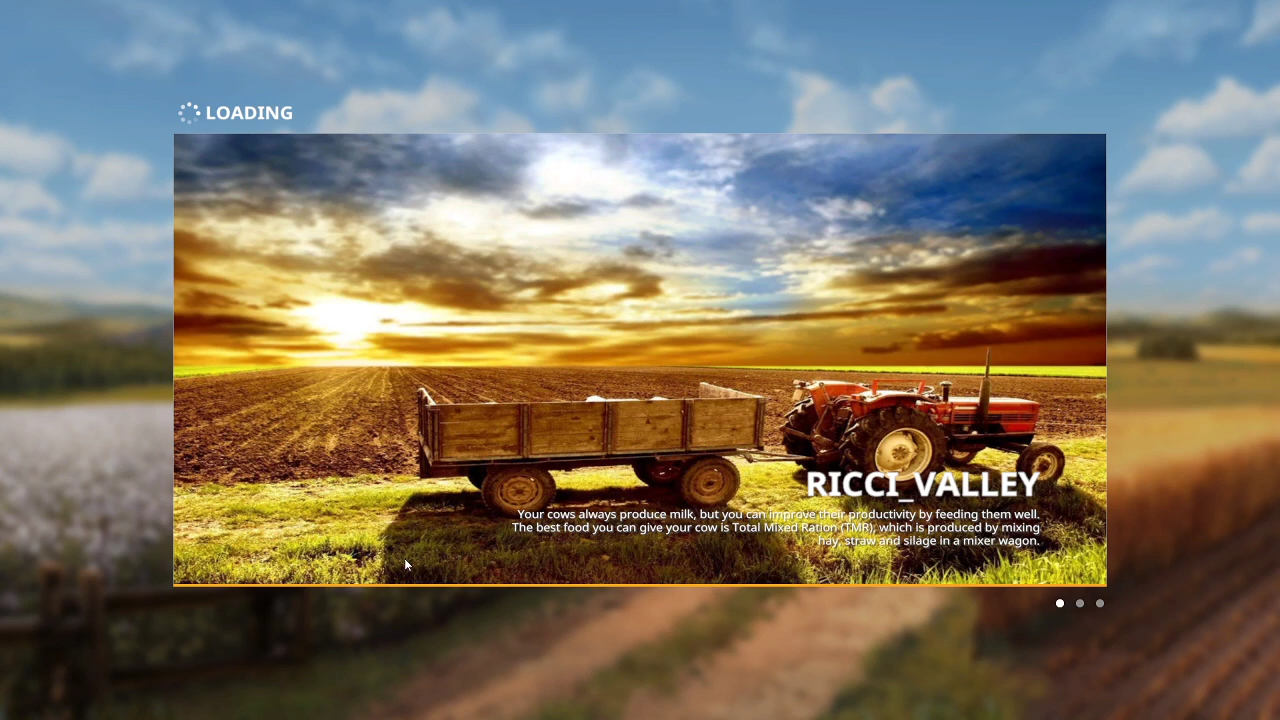 LOADING
RICCI_VALLEY
Your cows always produce milk, but you can improve their productivity by feeding them well.
The best food you can give your cow is Total Mixed Ration (TMR), which is produced by mixing
hay, straw and silage in a mixer wagon.